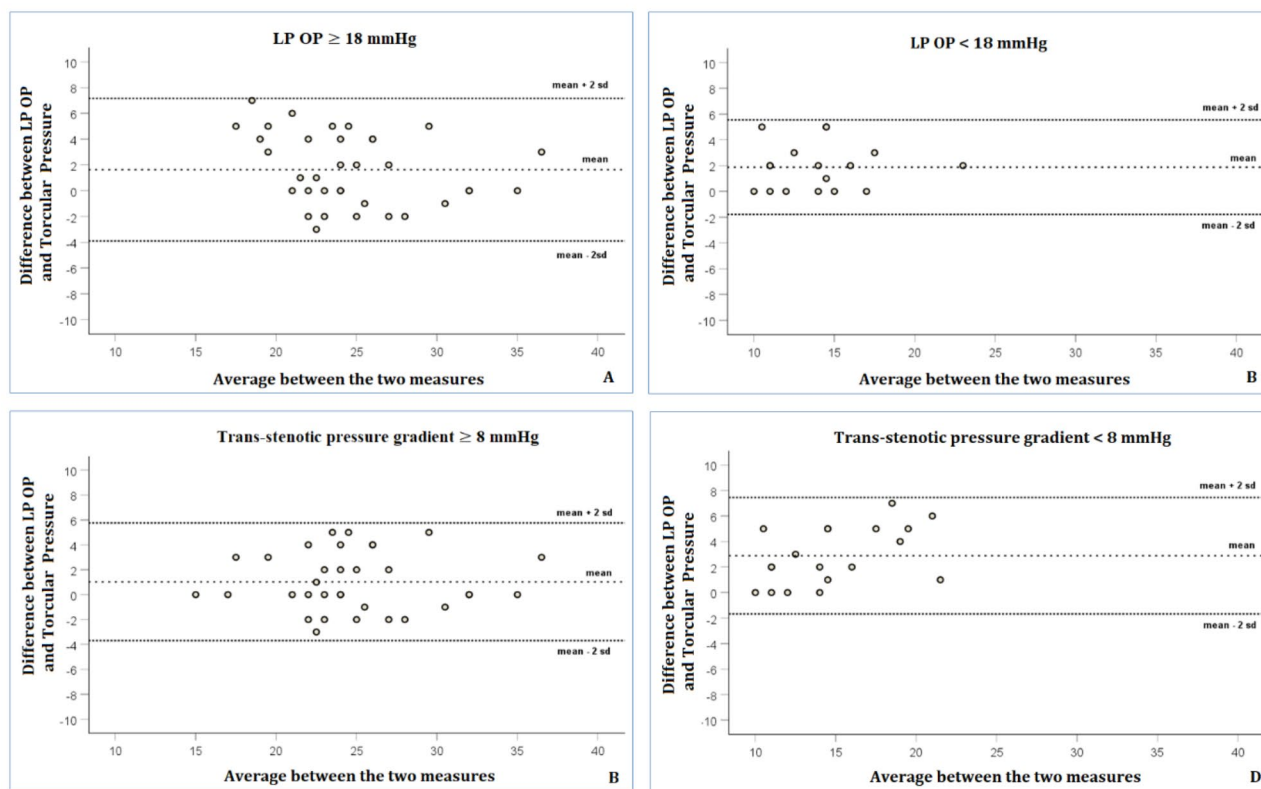 LP OP ≥ 18 mmHg
Difference between LP OP
and Torcular Pressure
10
8
6
4
2
0
-2
-4
-6
-8
-10
mean + 2 sd
mean
mean - 2sd
10 15 20 25 30 35 40
Average between the two measures
A
LP OP < 18 mmHg
Difference between LP OP
and Torcular Pressure
10
8
6
4
2
0
-2
-4
-6
-8
-10
mean + 2 sd
mean
mean - 2 sd
10 15 20 25 30 35 40
Average between the two measures
B
Trans-stenotic pressure gradient ≥ 8 mmHg
Difference between LP OP
and Torcular Pressure
10
8
6
4
2
0
-2
-4
-6
-8
-10
mean + 2 sd
mean
mean - 2 sd
10 15 20 25 30 35 40
Average between the two measures
B
Trans-stenotic pressure gradient < 8 mmHg
Difference between LP OP
and Torcular Pressure
10
8
6
4
2
0
-2
-4
-6
-8
-10
mean + 2 sd
mean
mean - 2 sd
10 15 20 25 30 35 40
Average between the two measures
D